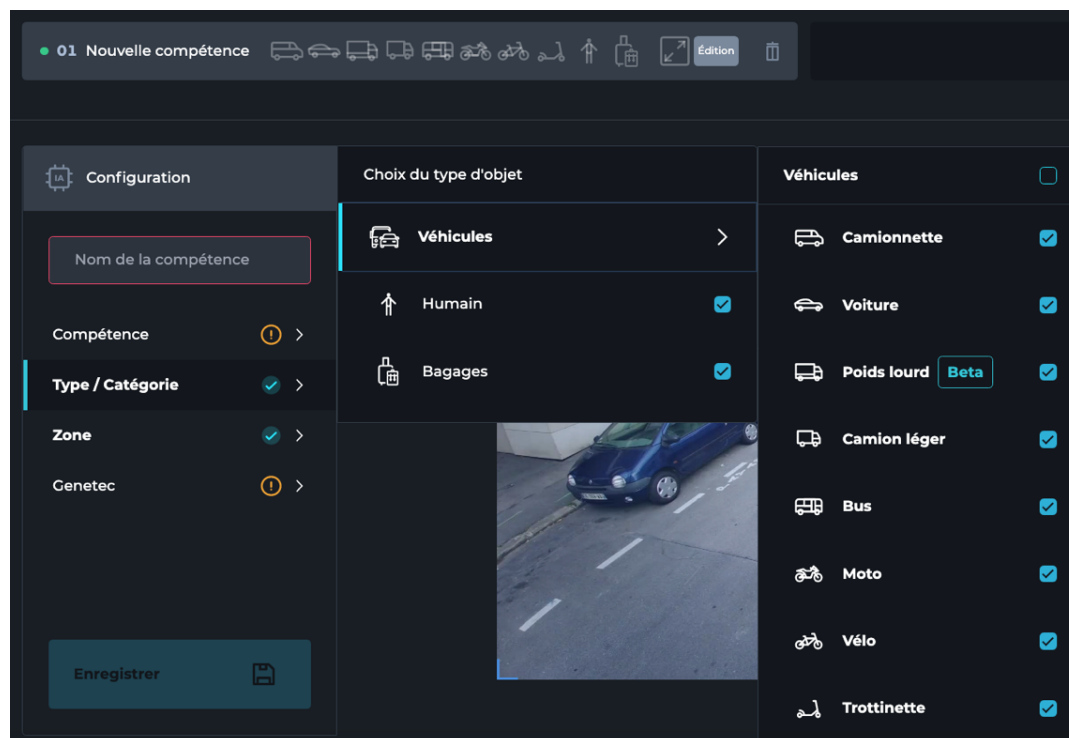 01 Nouvelle compétence
Édition
IA
Configuration
Nom de la compétence
Compétence
Type / Catégorie
Zone
Genetec
Enregistrer
Choix du type d'objet
Véhicules
Humain
Bagages
Véhicules
Camionnette
Voiture
Poids lourd Beta
Camion léger
Bus
Moto
Vélo
Trottinette